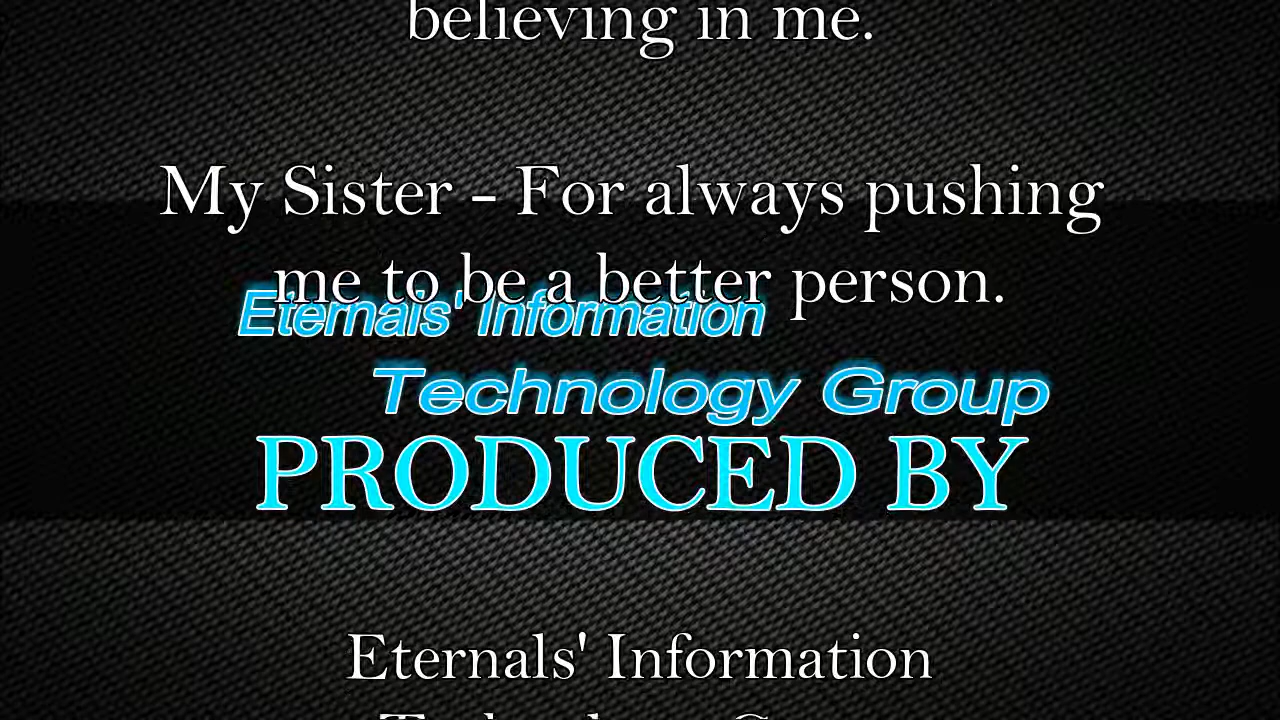 believing in me.
My Sister - For always pushing
me to be a better person.
Eternals' Information
Technology Group
PRODUCED BY
Eternals' Information